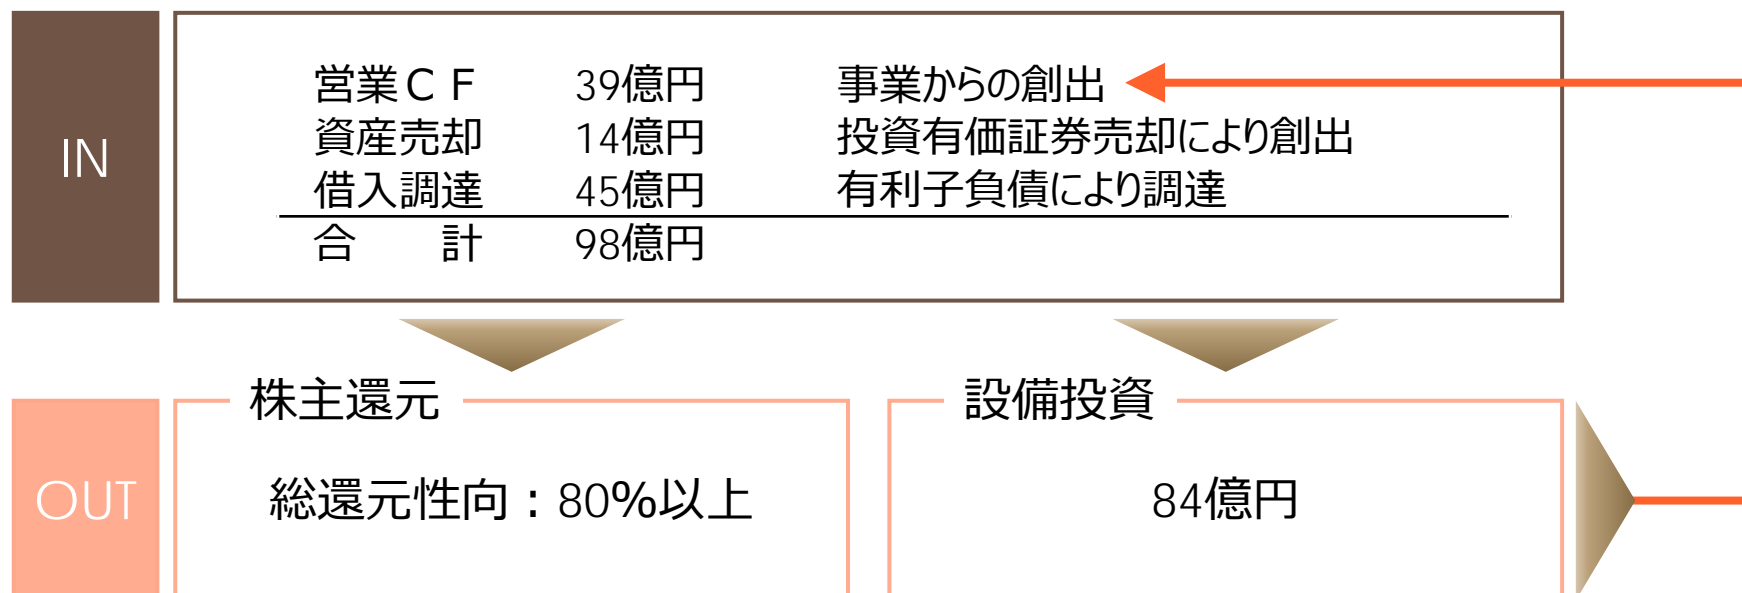 IN
営業ＣＦ 39億円 事業からの創出
資産売却 14億円 投資有価証券売却により創出
借入調達 45億円 有利子負債により調達
合　　計 98億円
株主還元 設備投資
OUT
総還元性向：80%以上 84億円